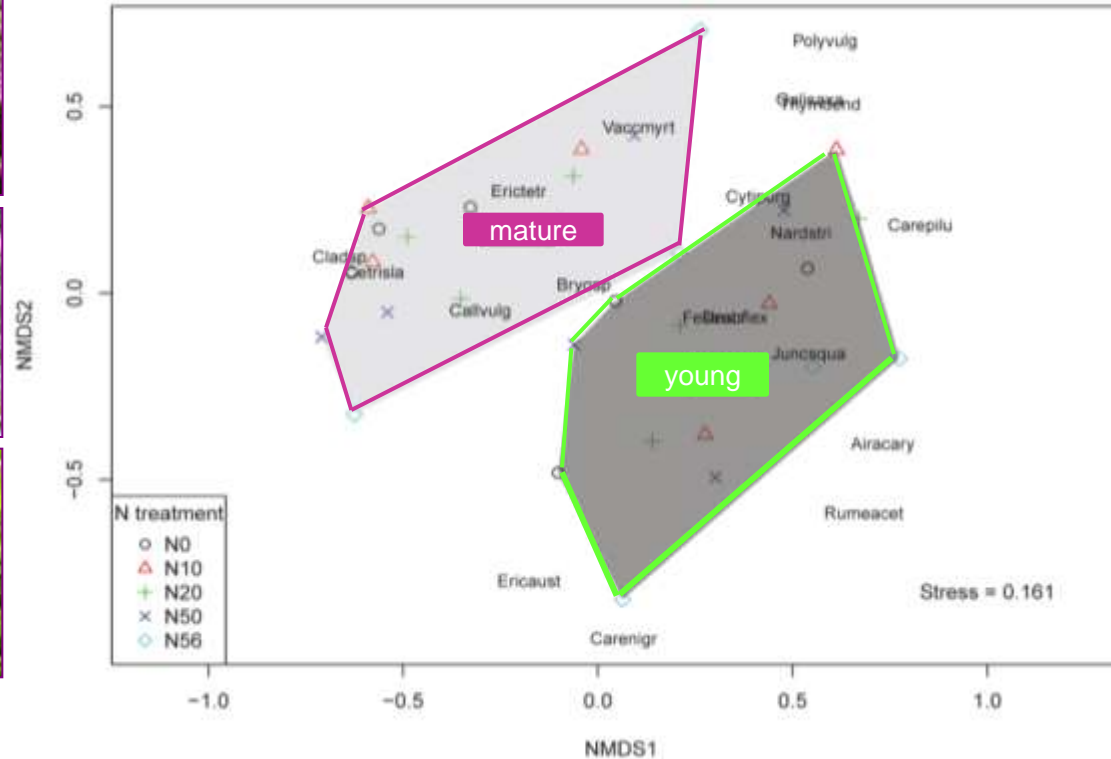 Polyvulg
Thymdend
Vaccmyrt
Erictetr
Cytipurg
Nardstri
Carepilu
mature
Cladsp
Cetrisla
Bryosp
Callvulg
Juncsqua
young
Airacary
Rumeacet
Ericaust
Carenigr
Stress = 0.161
N treatment
N0
N10
N20
N50
N56
NMDS2
0.5
0.0
−0.5
−1.0
−0.5
0.0
0.5
1.0
NMDS1